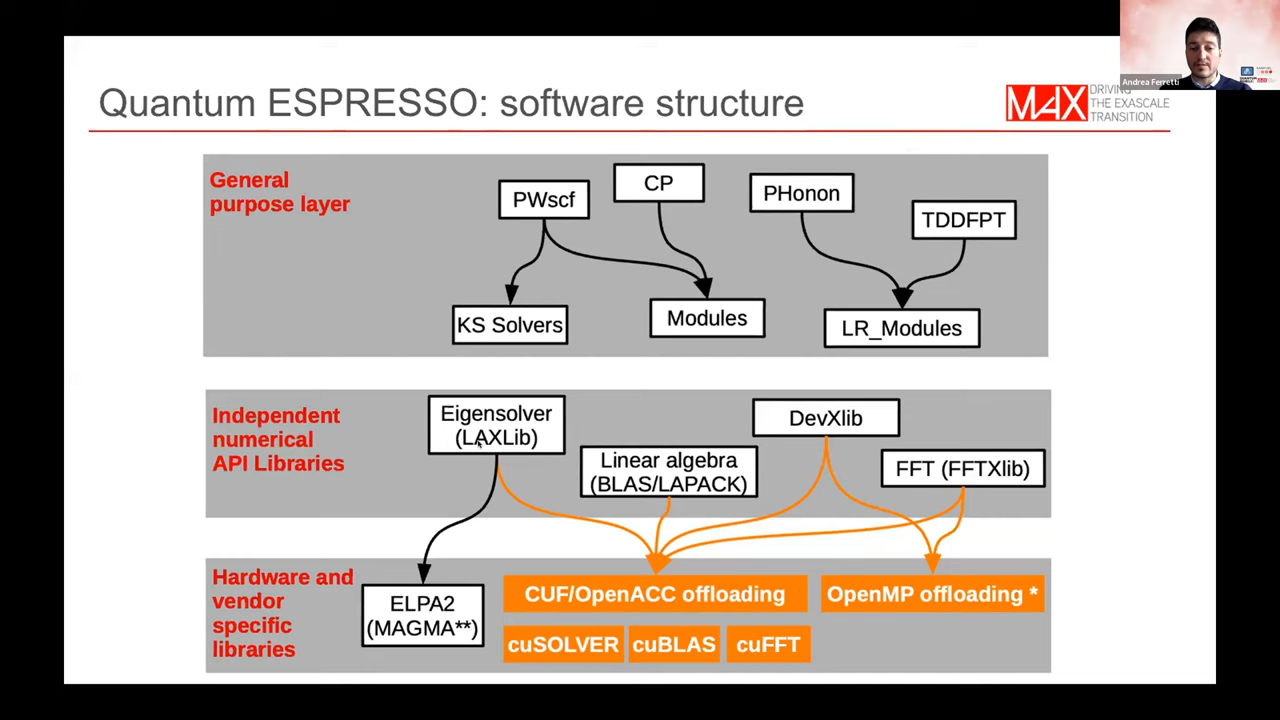 Andrea Ferretti
Quantum ESPRESSO: software structure
MAX
DRIVING
THE EXASCALE
TRANSITION
General
purpose layer
PWscf
CP
PHonon
TDDFPT
KS Solvers
Modules
LR_Modules
Independent
numerical
API Libraries
Eigensolver
(LAXLib)
Linear algebra
(BLAS/LAPACK)
DevXlib
FFT (FFTXlib)
Hardware and
vendor
specific
libraries
ELPA2
(MAGMA**)
CUF/OpenACC offloading
OpenMP offloading *
cuSOLVER
cuBLAS
cuFFT